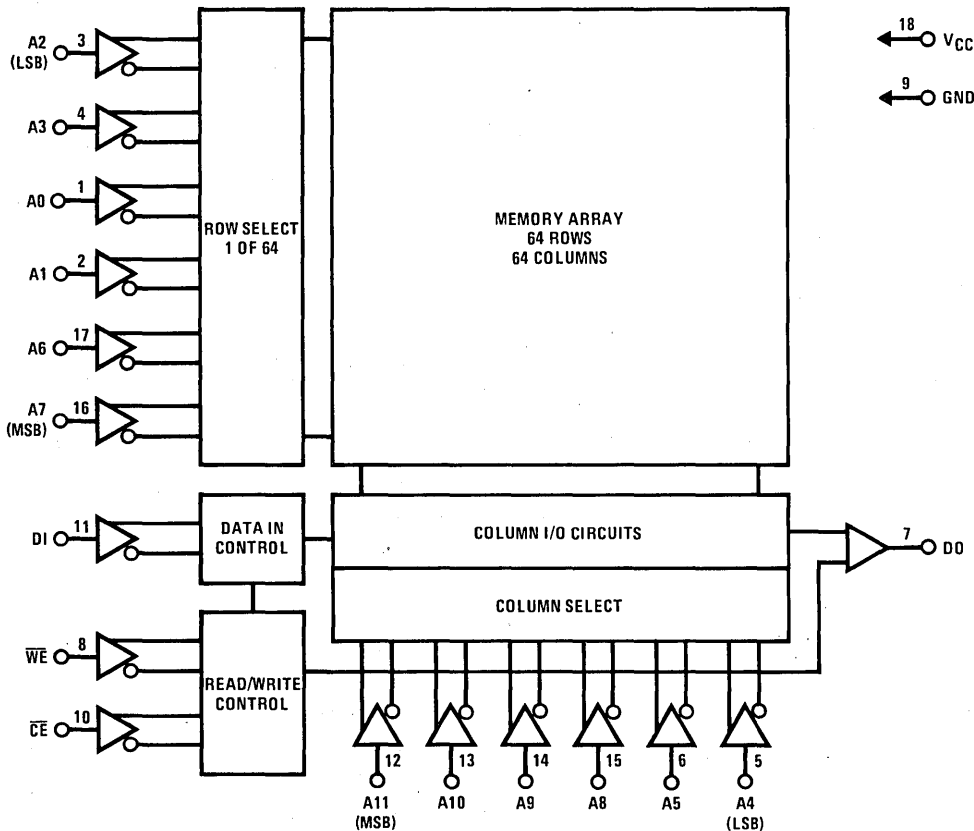 A2 3
(LSB)
A3 4
A0 1
A1 2
A6 17
A7 16
(MSB)
ROW SELECT
1 OF 64
MEMORY ARRAY
64 ROWS
64 COLUMNS
18 VCC
9 GND
DI 11
DATA IN
CONTROL
COLUMN I/O CIRCUITS
COLUMN SELECT
7 DO
W̅E̅ 8
C̅E̅ 10
READ/WRITE
CONTROL
12 13 14 15 6 5
A11 A10 A9 A8 A5 A4
(MSB) (LSB)